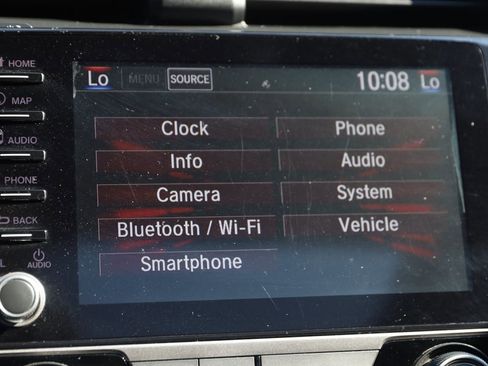 HOME
MAP
AUDIO
PHONE
BACK
AUDIO
Lo MENU SOURCE 10:08 Lo
Clock Phone
Info Audio
Camera System
Bluetooth / Wi-Fi Vehicle
Smartphone